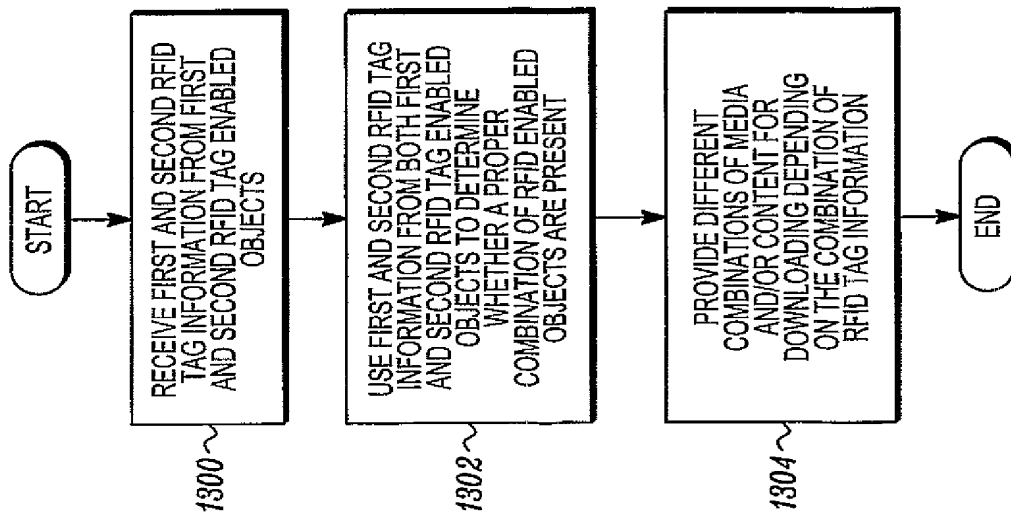 START
RECEIVE FIRST AND SECOND RFID
TAG INFORMATION FROM FIRST
AND SECOND RFID TAG ENABLED
OBJECTS
1300
USE FIRST AND SECOND RFID TAG
INFORMATION FROM BOTH FIRST
AND SECOND RFID TAG ENABLED
OBJECTS TO DETERMINE
WHETHER A PROPER
COMBINATION OF RFID ENABLED
OBJECTS ARE PRESENT
1302
PROVIDE DIFFERENT
COMBINATIONS OF MEDIA
AND/OR CONTENT FOR
DOWNLOADING DEPENDING
ON THE COMBINATION OF
RFID TAG INFORMATION
1304
END